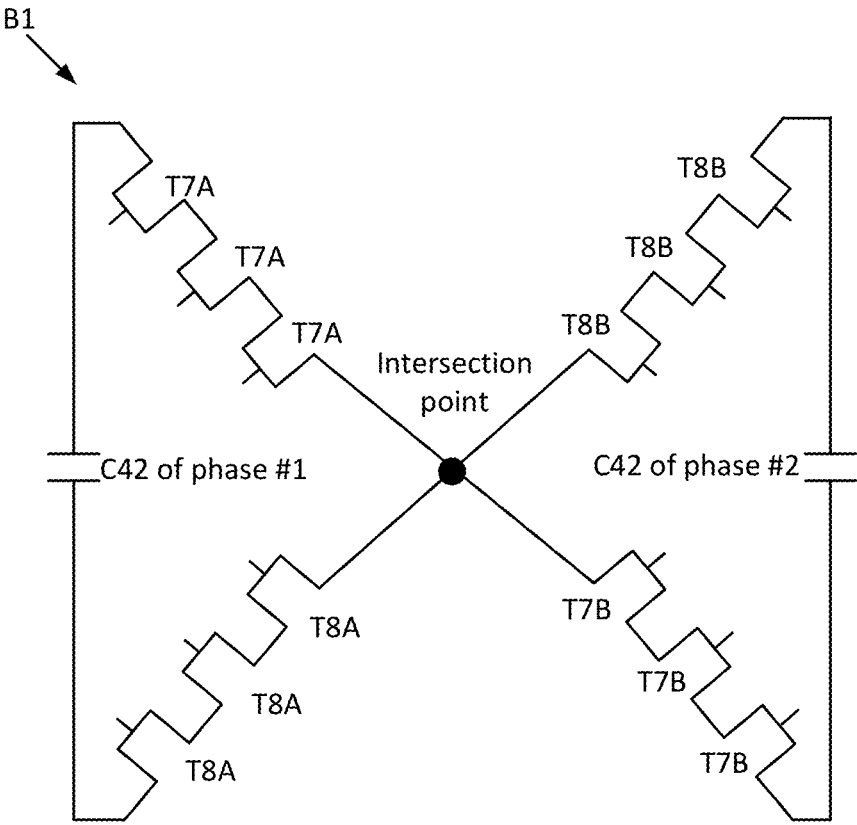 B1
T7A
T8B
T7A
T8B
T7A
T8B
Intersection
point
C42 of phase #1
C42 of phase #2
T8A
T7B
T8A
T7B
T8A
T7B